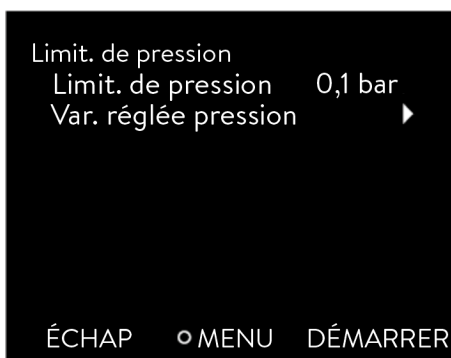 Limit. de pression
Limit. de pression 0,1 bar
Var. réglée pression
ÉCHAP MENU DÉMARRER